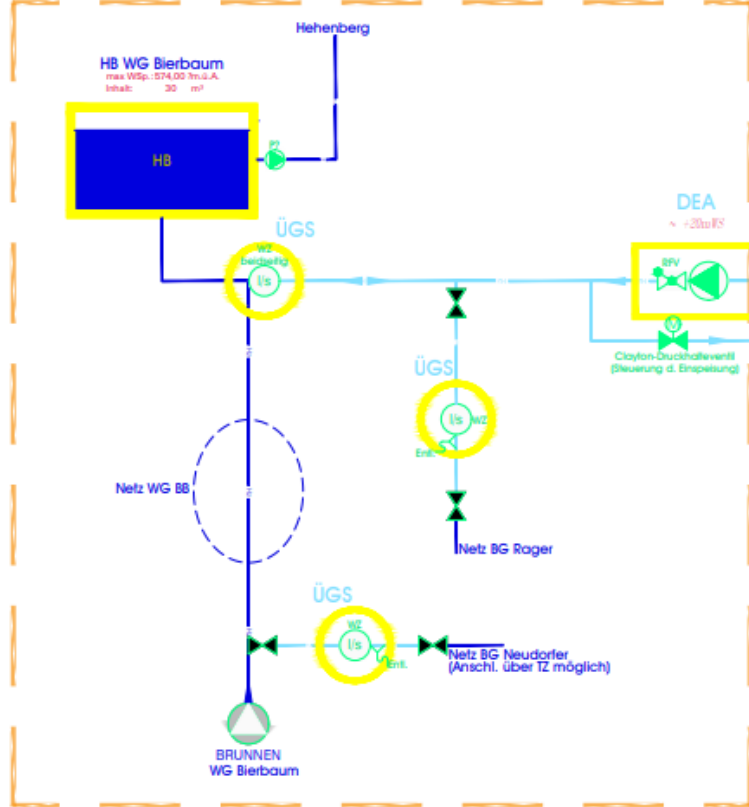 Hehenberg
HB WG Bierbaum
max WSp.: 574,00 ?m.ü.A.
Inhalt: 30 m³
P?
HB
DEA
ÜGS
WZ
beidseitig
l/s
RFV
M
Clayton-Druckhalteventil
(Steuerung d. Einspeisung)
ÜGS
l/s WZ
Entl.
Netz WG BB
Netz BG Rager
ÜGS
WZ
l/s
Entl.
Netz BG Neudorfer
(Anschl. über TZ möglich)
BRUNNEN
WG Bierbaum